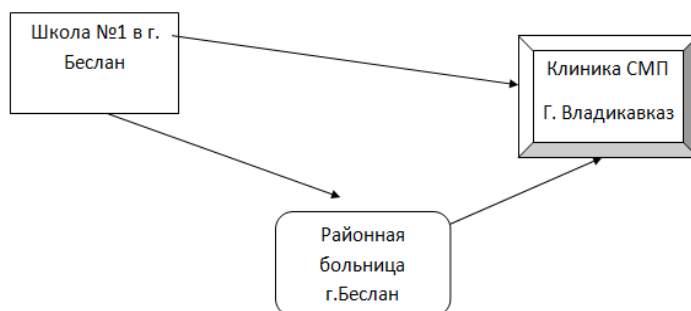 Школа №1 в г.
Беслан
Клиника СМП
Г. Владикавказ
Районная
больница
г.Беслан